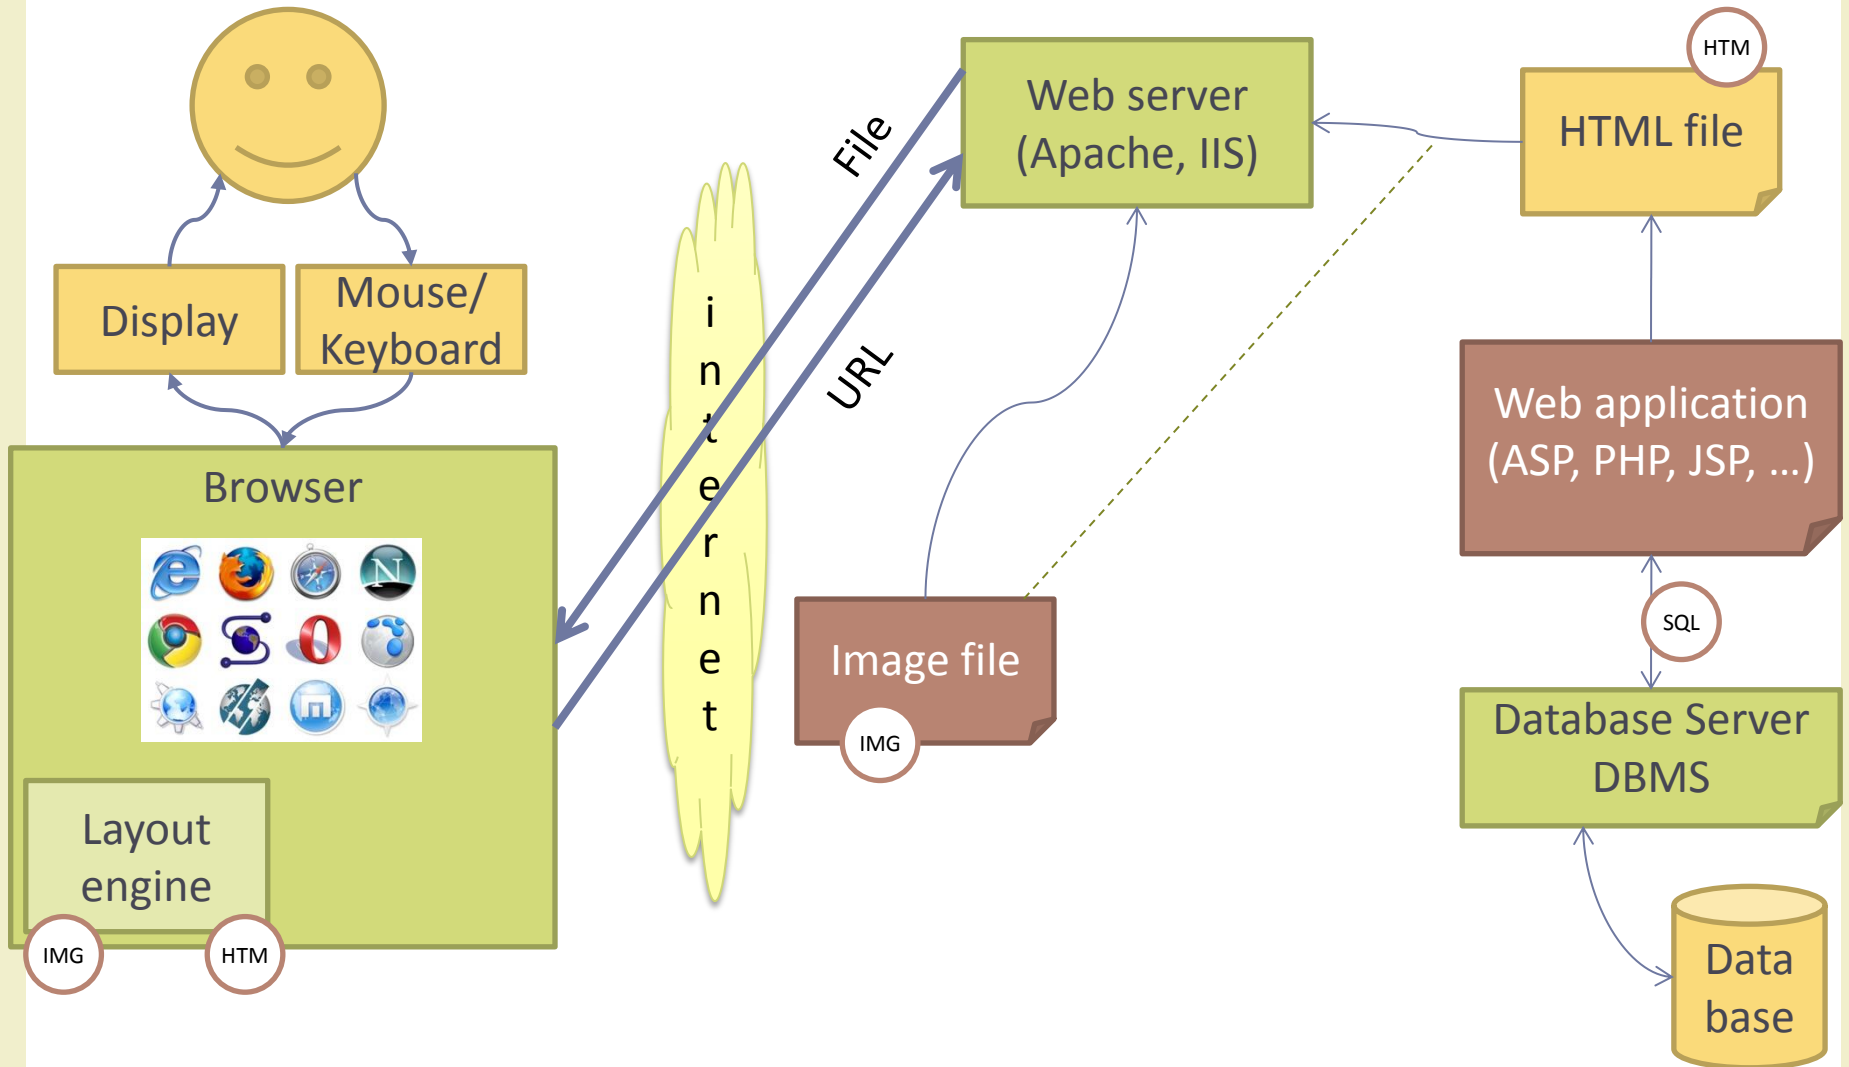 HTM
Web server
(Apache, IIS)
HTML file
File
Display
Mouse/
Keyboard
internet
URL
Web application
(ASP, PHP, JSP, ...)
Browser
N
SQL
Image file
IMG
Database Server
DBMS
Layout
engine
IMG
HTM
Data
base